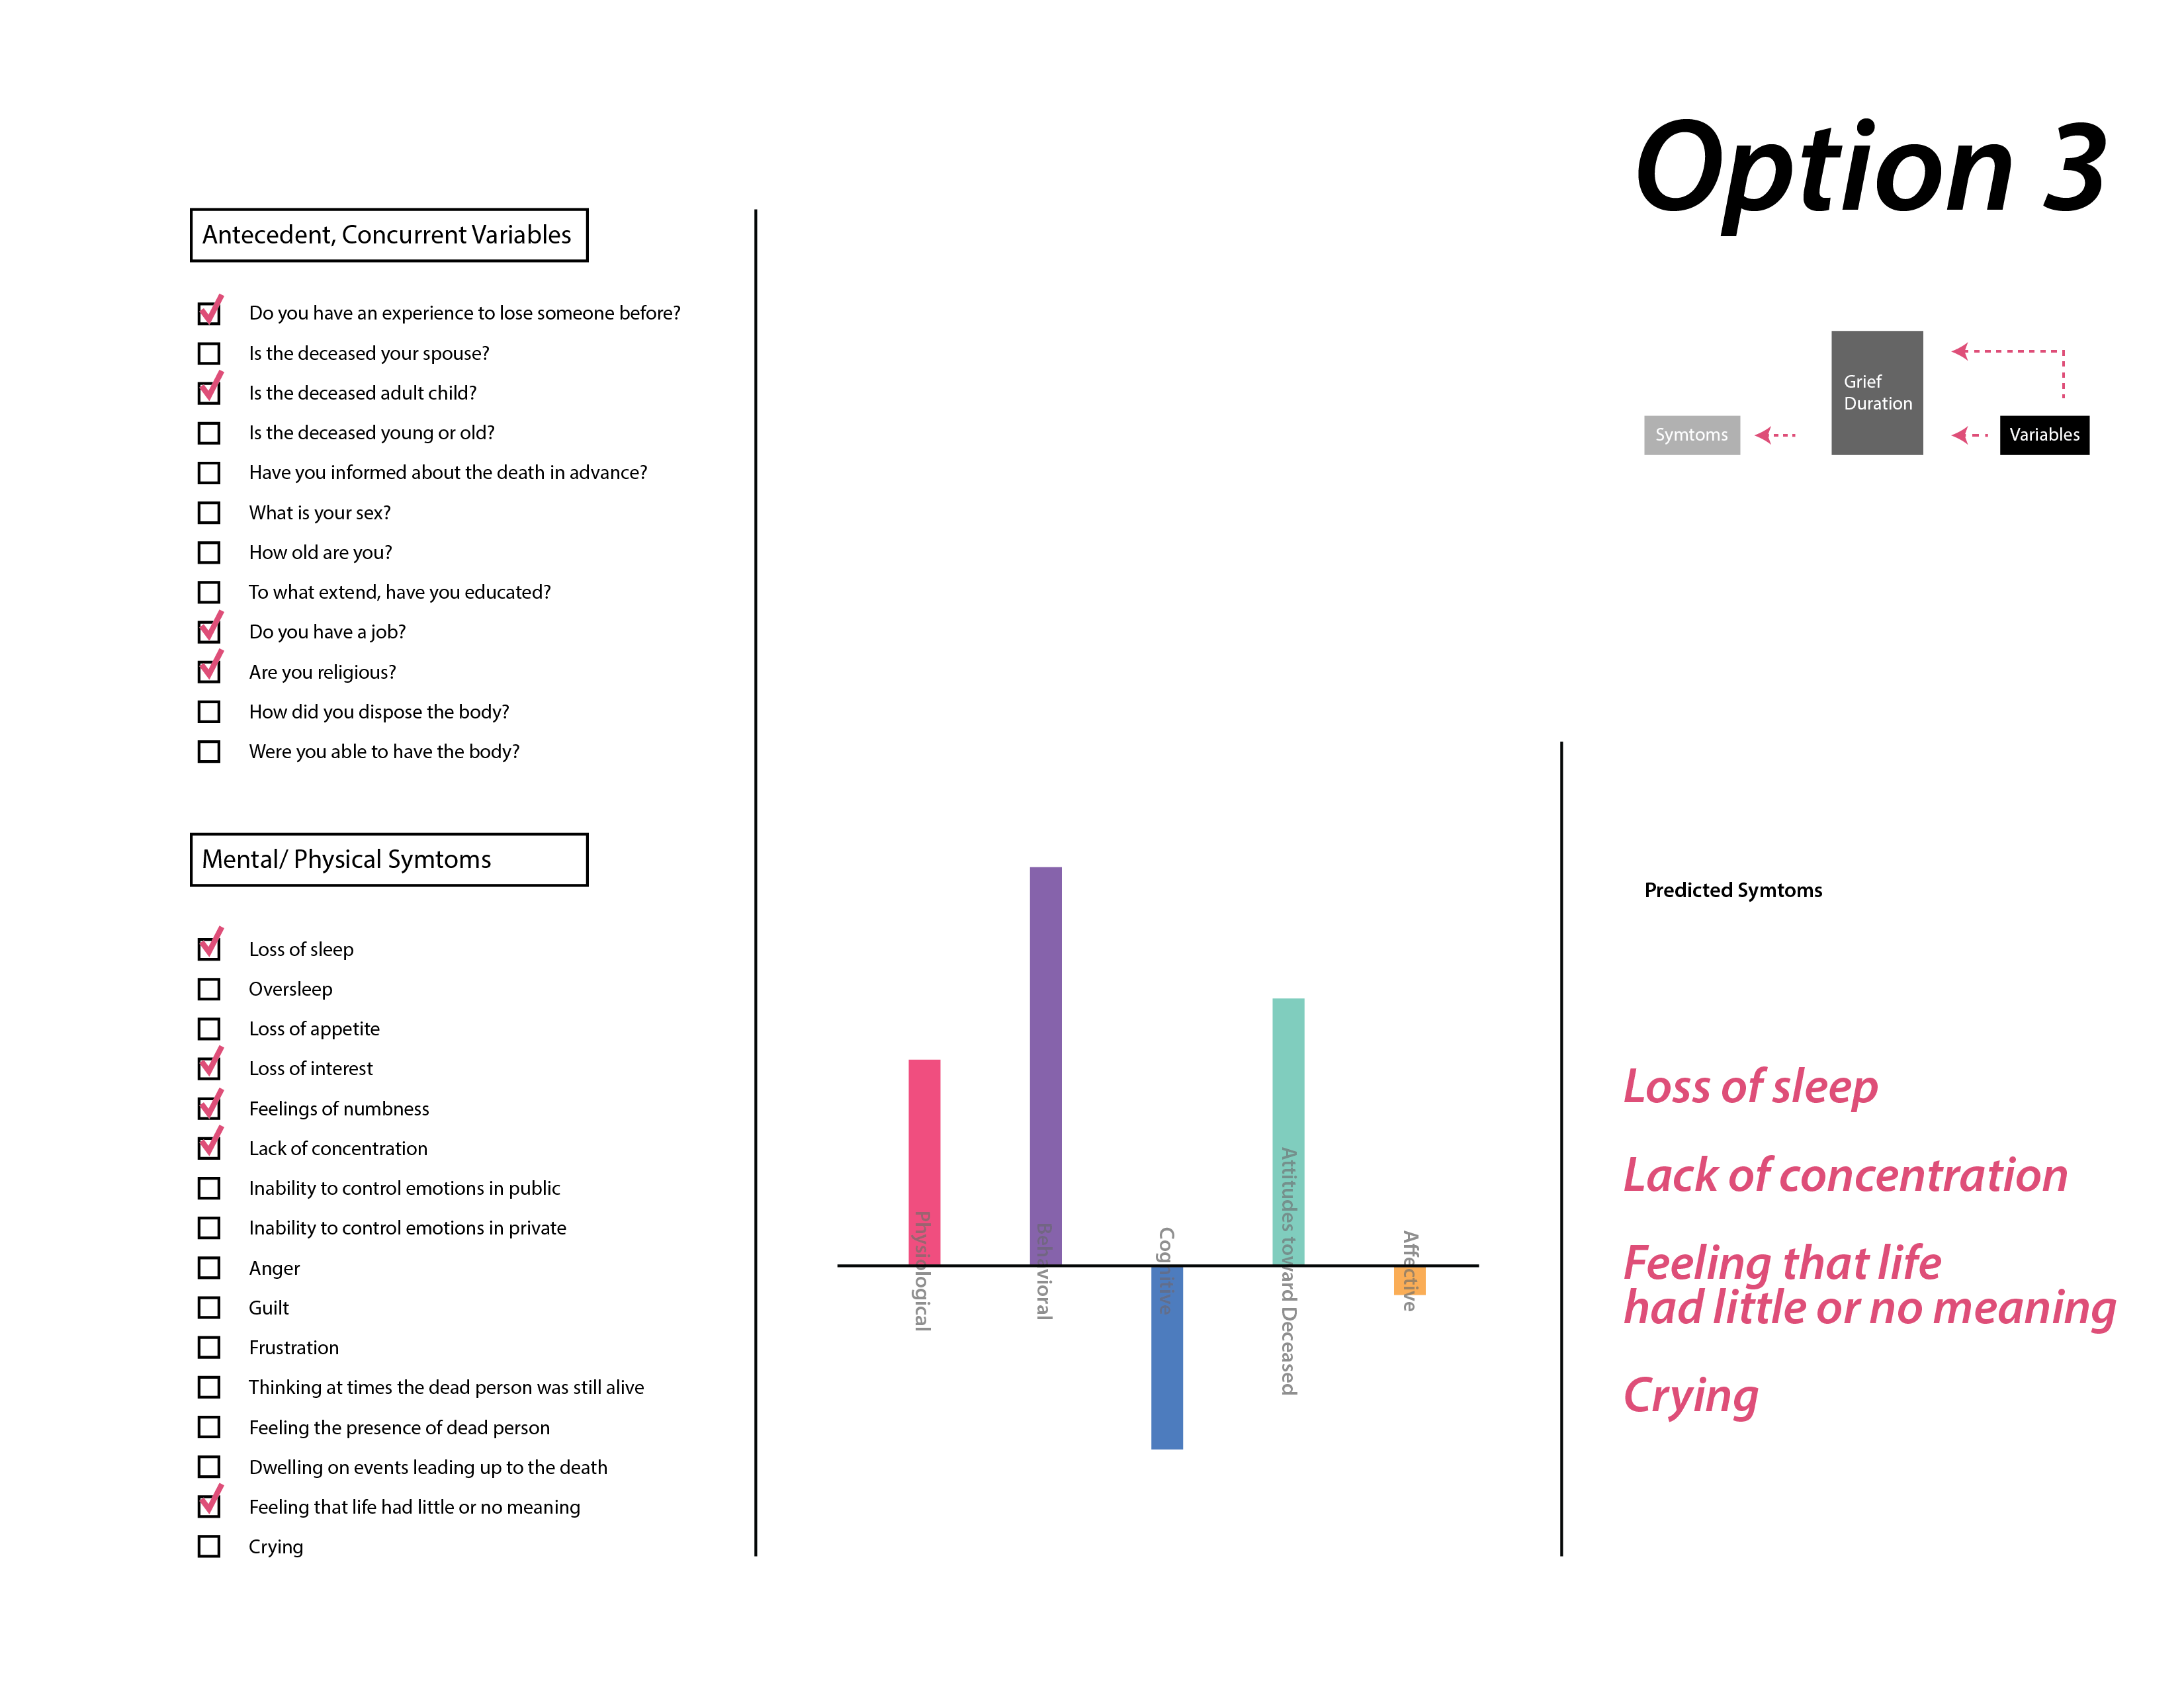 Option 3
Antecedent, Concurrent Variables
Do you have an experience to lose someone before?
Is the deceased your spouse?
Is the deceased adult child?
Is the deceased young or old?
Have you informed about the death in advance?
What is your sex?
How old are you?
To what extend, have you educated?
Do you have a job?
Are you religious?
How did you dispose the body?
Were you able to have the body?
Grief
Duration
Symtoms
Variables
Mental/ Physical Symtoms
Loss of sleep
Oversleep
Loss of appetite
Loss of interest
Feelings of numbness
Lack of concentration
Inability to control emotions in public
Inability to control emotions in private
Anger
Guilt
Frustration
Thinking at times the dead person was still alive
Feeling the presence of dead person
Dwelling on events leading up to the death
Feeling that life had little or no meaning
Crying
Physiological
Behavioral
Cognitive
Attitudes toward Deceased
Affective
Predicted Symtoms
Loss of sleep
Lack of concentration
Feeling that life
had little or no meaning
Crying